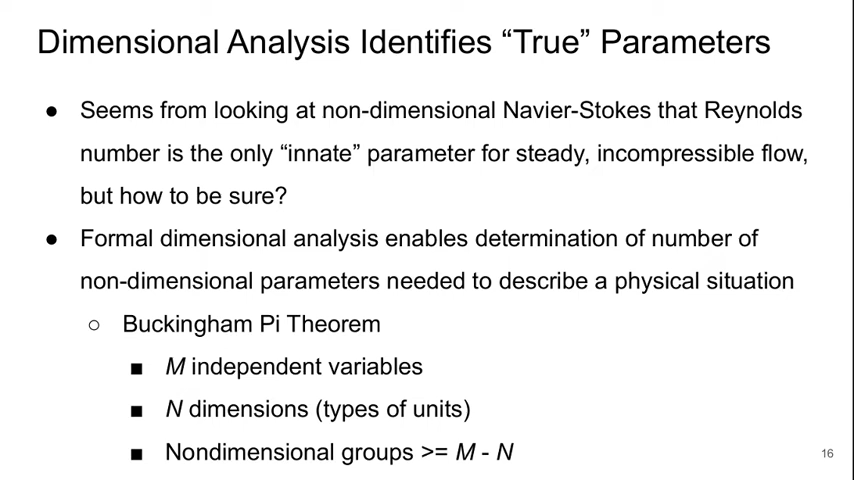 Dimensional Analysis Identifies “True” Parameters
● Seems from looking at non-dimensional Navier-Stokes that Reynolds
number is the only “innate” parameter for steady, incompressible flow,
but how to be sure?
● Formal dimensional analysis enables determination of number of
non-dimensional parameters needed to describe a physical situation
○ Buckingham Pi Theorem
■ M independent variables
■ N dimensions (types of units)
■ Nondimensional groups >= M - N
16